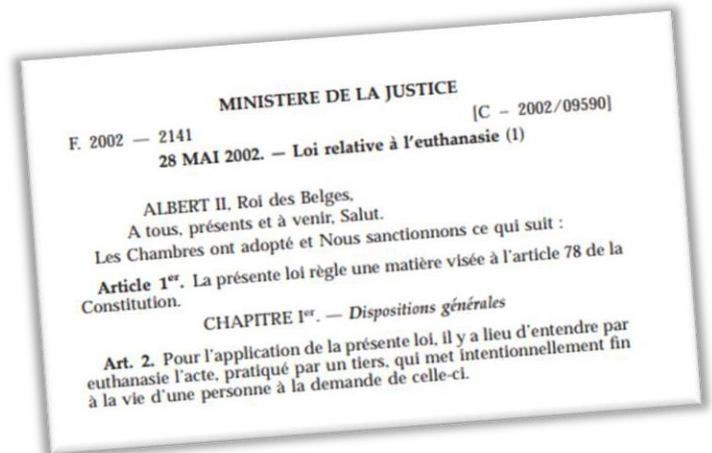 MINISTERE DE LA JUSTICE
F. 2002 — 2141
[C – 2002/09590]
28 MAI 2002. — Loi relative à l'euthanasie (1)
ALBERT II, Roi des Belges,
A tous, présents et à venir, Salut.
Les Chambres ont adopté et Nous sanctionnons ce qui suit :
Article 1er. La présente loi règle une matière visée à l'article 78 de la
Constitution.
CHAPITRE Ier. — Dispositions générales
Art. 2. Pour l'application de la présente loi, il y a lieu d'entendre par
euthanasie l'acte, pratiqué par un tiers, qui met intentionnellement fin
à la vie d'une personne à la demande de celle-ci.